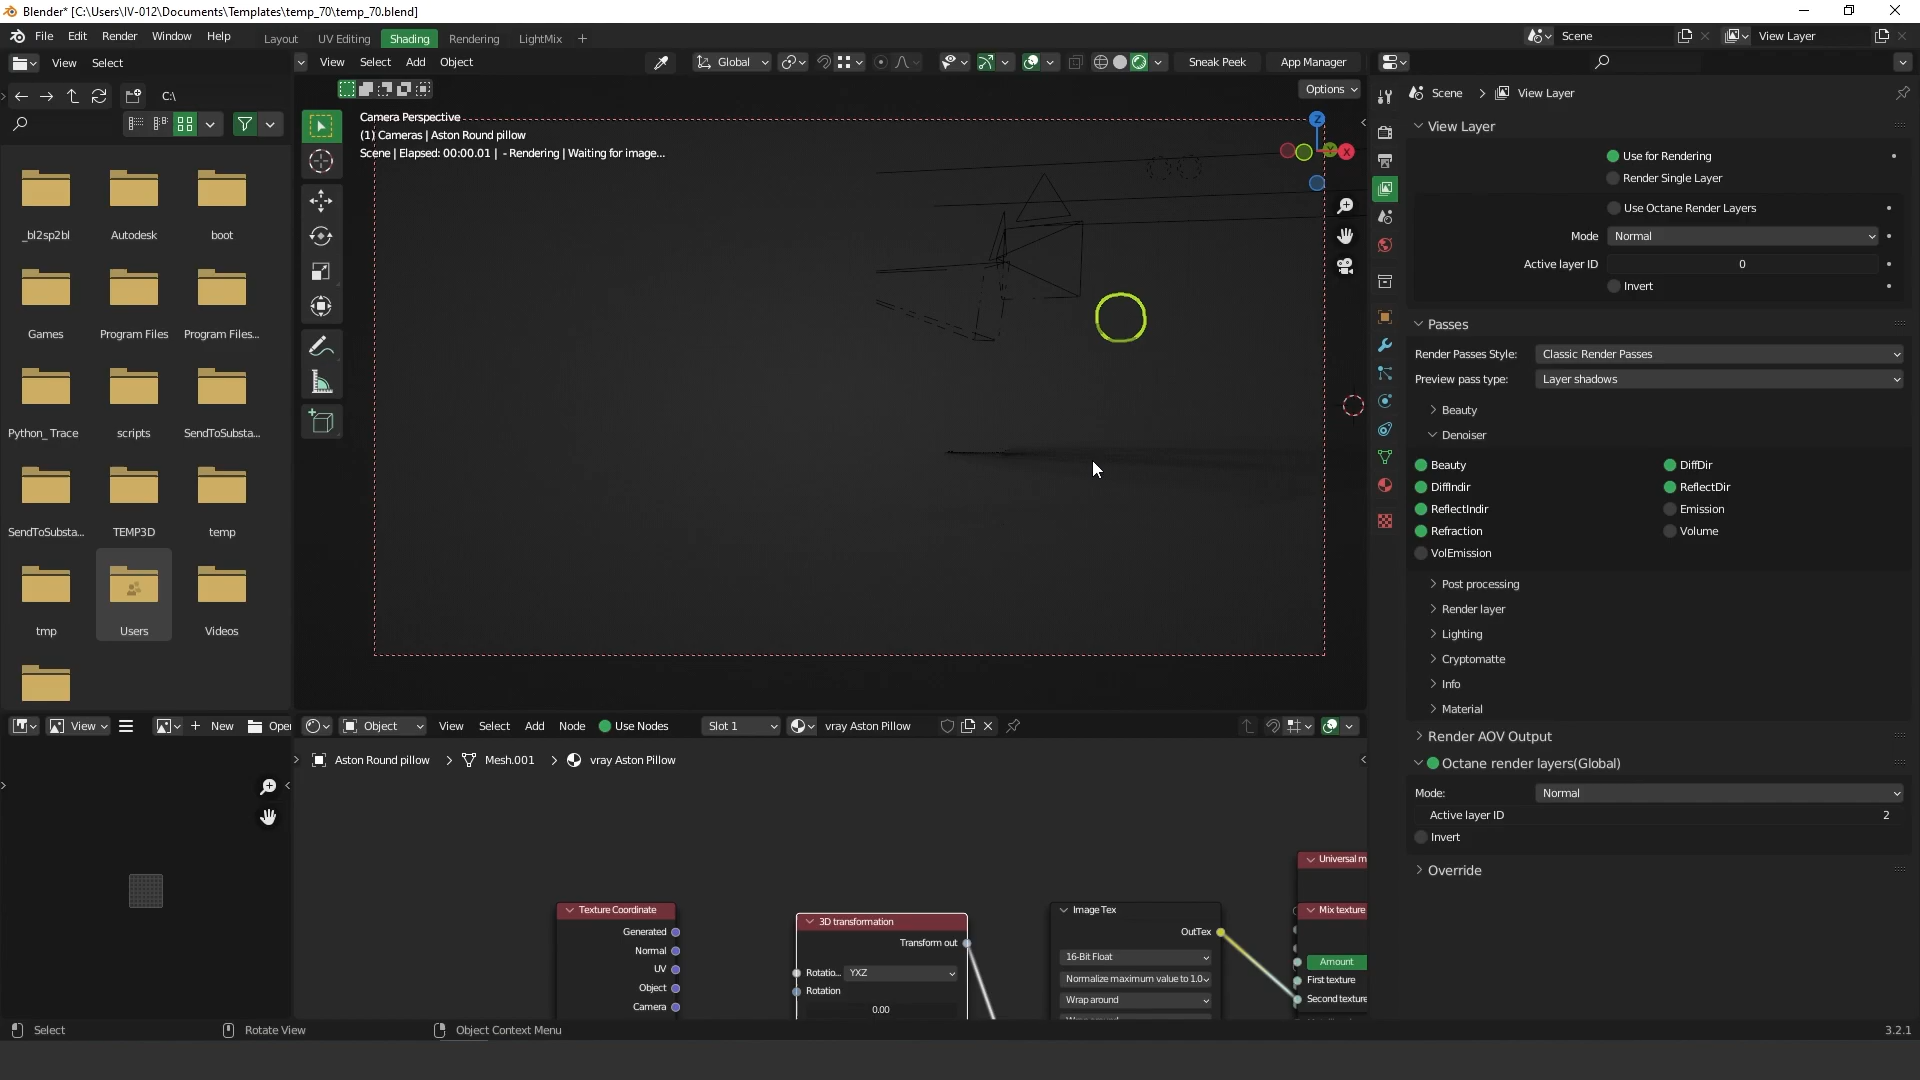 Blender* [C:\Users\IV-012\Documents\Templates\temp_70\temp_70.blend]
File Edit Render Window Help Layout UV Editing Shading Rendering LightMix + Scene View Layer
View Select View Select Add Object Global Sneak Peek App Manager
C:\
Options
Scene > View Layer
Camera Perspective
(1) Cameras | Aston Round pillow
Scene | Elapsed: 00:00.01 | - Rendering | Waiting for image...
Z
Y
X
_bl2sp2bl Autodesk boot
Games Program Files Program Files...
Python_Trace scripts SendToSubsta...
SendToSubsta... TEMP3D temp
tmp Users Videos
View Layer
Use for Rendering
Render Single Layer
Use Octane Render Layers
Mode Normal
Active layer ID 0
Invert
Passes
Render Passes Style: Classic Render Passes
Preview pass type: Layer shadows
Beauty
Denoiser
Beauty DiffDir
DiffIndir ReflectDir
ReflectIndir Emission
Refraction Volume
VolEmission
Post processing
Render layer
Lighting
Cryptomatte
Info
Material
Render AOV Output
Octane render layers(Global)
Mode: Normal
Active layer ID 2
Invert
Override
View + New Open
Object View Select Add Node Use Nodes Slot 1 vray Aston Pillow
Aston Round pillow > Mesh.001 > vray Aston Pillow
Texture Coordinate
Generated
Normal
UV
Object
Camera
3D transformation
Transform out
Rotatio... YXZ
Rotation
0.00
Image Tex
OutTex
16-Bit Float
Normalize maximum value to 1.0
Wrap around
Universal m
Mix texture
Amount
First texture
Second texture
Select Rotate View Object Context Menu 3.2.1